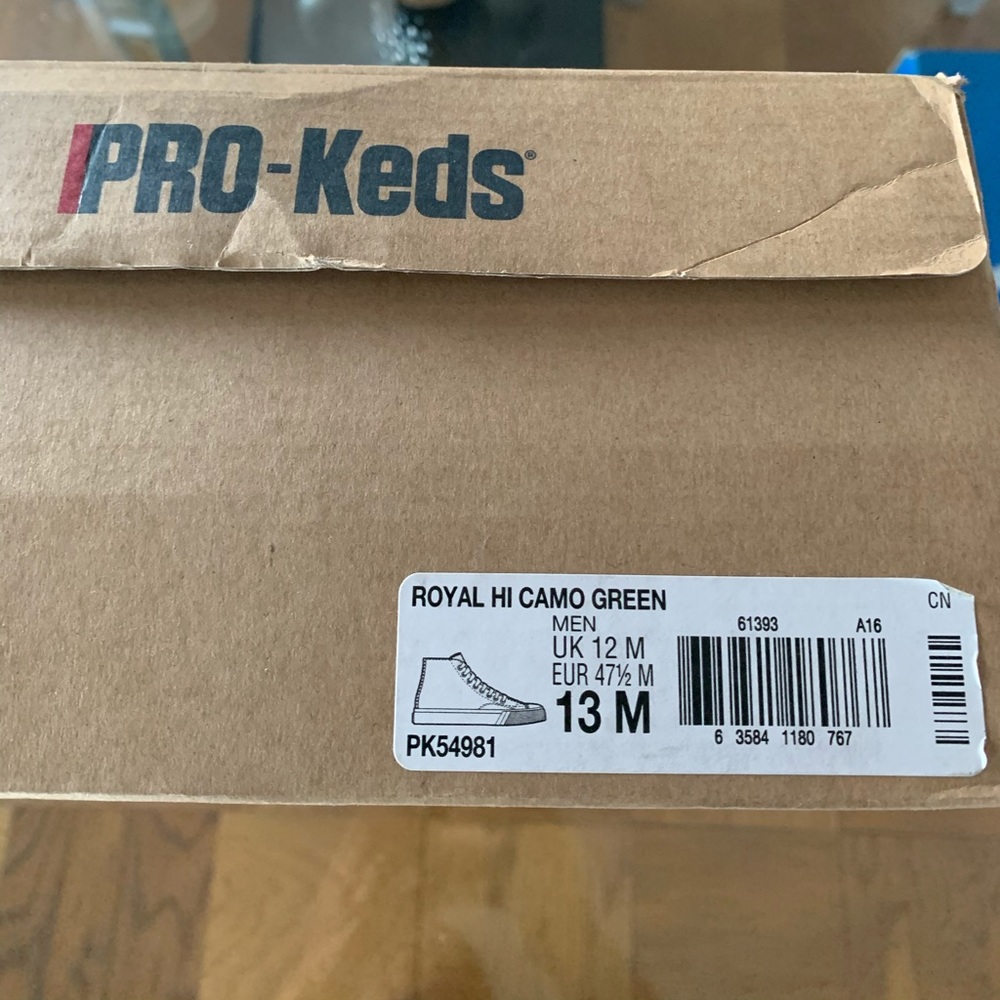 PRO-Keds®
ROYAL HI CAMO GREEN
CN
MEN
UK 12 M
EUR 47½ M
13 M
PK54981
61393 A16
6 3584 1180 767